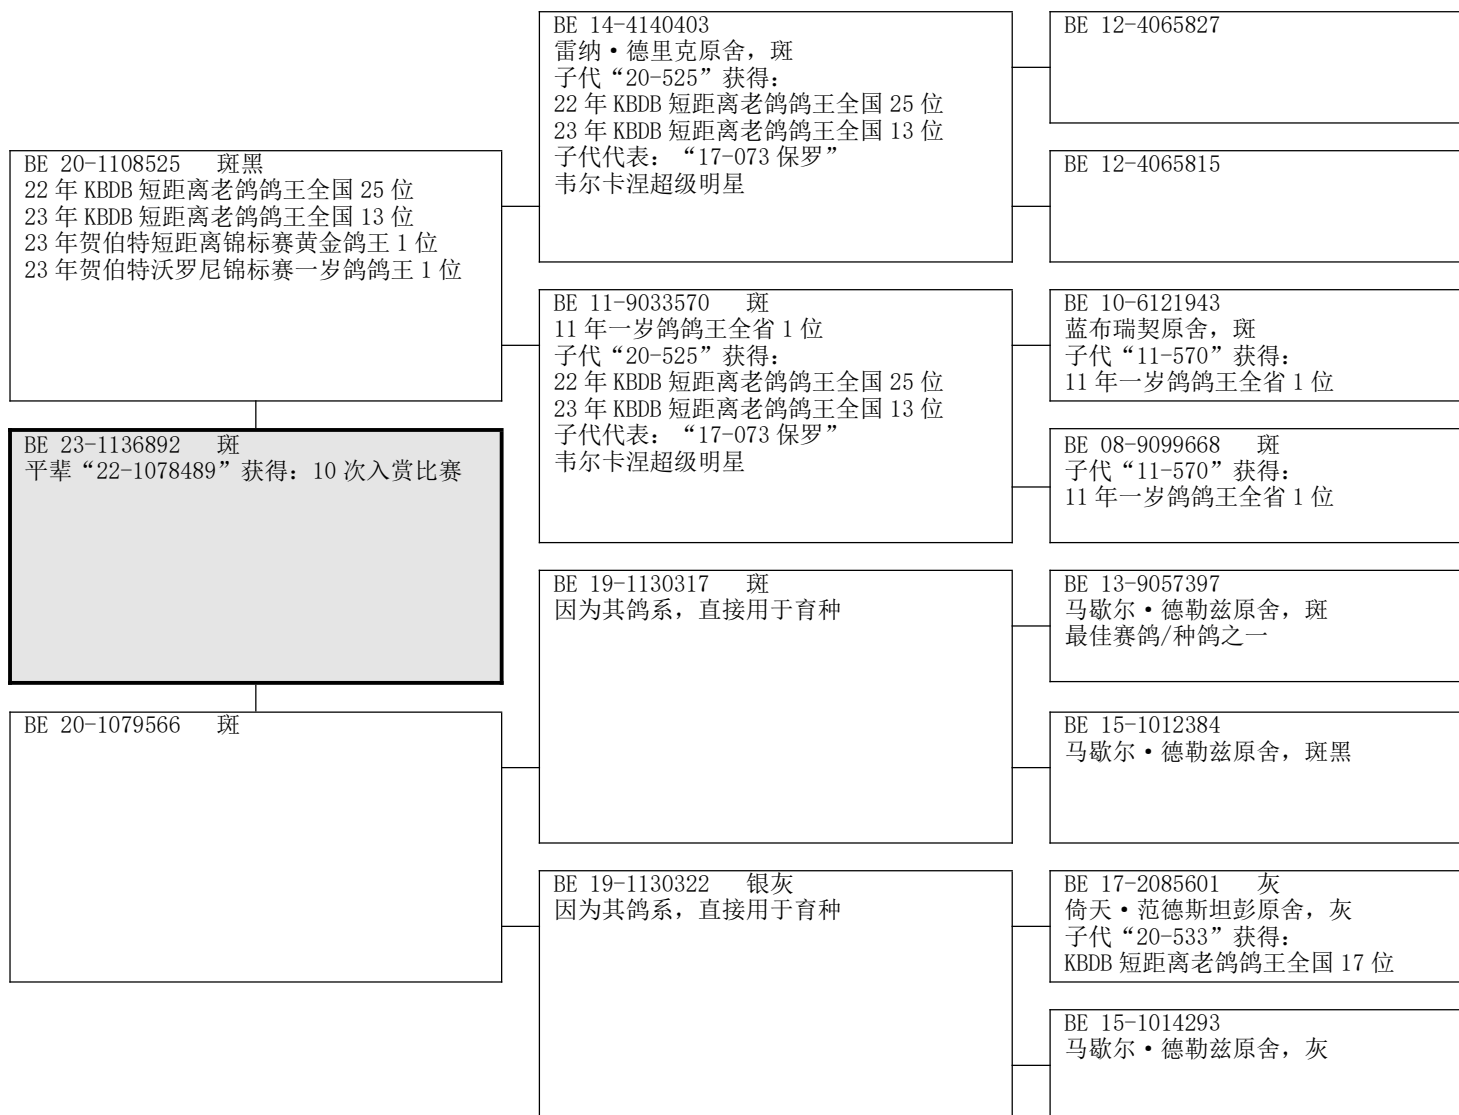 BE 20-1108525 斑黑
22 年 KBDB 短距离老鸽鸽王全国 25 位
23 年 KBDB 短距离老鸽鸽王全国 13 位
23 年贺伯特短距离锦标赛黄金鸽王 1 位
23 年贺伯特沃罗尼锦标赛一岁鸽鸽王 1 位
BE 23-1136892 斑
平辈“22-1078489”获得：10 次入赏比赛
BE 20-1079566 斑
BE 14-4140403
雷纳•德里克原舍，斑
子代“20-525”获得：
22 年 KBDB 短距离老鸽鸽王全国 25 位
23 年 KBDB 短距离老鸽鸽王全国 13 位
子代代表：“17-073 保罗”
韦尔卡涅超级明星
BE 11-9033570 斑
11 年一岁鸽鸽王全省 1 位
子代“20-525”获得：
22 年 KBDB 短距离老鸽鸽王全国 25 位
23 年 KBDB 短距离老鸽鸽王全国 13 位
子代代表：“17-073 保罗”
韦尔卡涅超级明星
BE 19-1130317 斑
因为其鸽系，直接用于育种
BE 19-1130322 银灰
因为其鸽系，直接用于育种
BE 12-4065827
BE 12-4065815
BE 10-6121943
蓝布瑞契原舍，斑
子代“11-570”获得：
11 年一岁鸽鸽王全省 1 位
BE 08-9099668 斑
子代“11-570”获得：
11 年一岁鸽鸽王全省 1 位
BE 13-9057397
马歇尔•德勒兹原舍，斑
最佳赛鸽/种鸽之一
BE 15-1012384
马歇尔•德勒兹原舍，斑黑
BE 17-2085601 灰
倚天•范德斯坦彭原舍，灰
子代“20-533”获得：
KBDB 短距离老鸽鸽王全国 17 位
BE 15-1014293
马歇尔•德勒兹原舍，灰